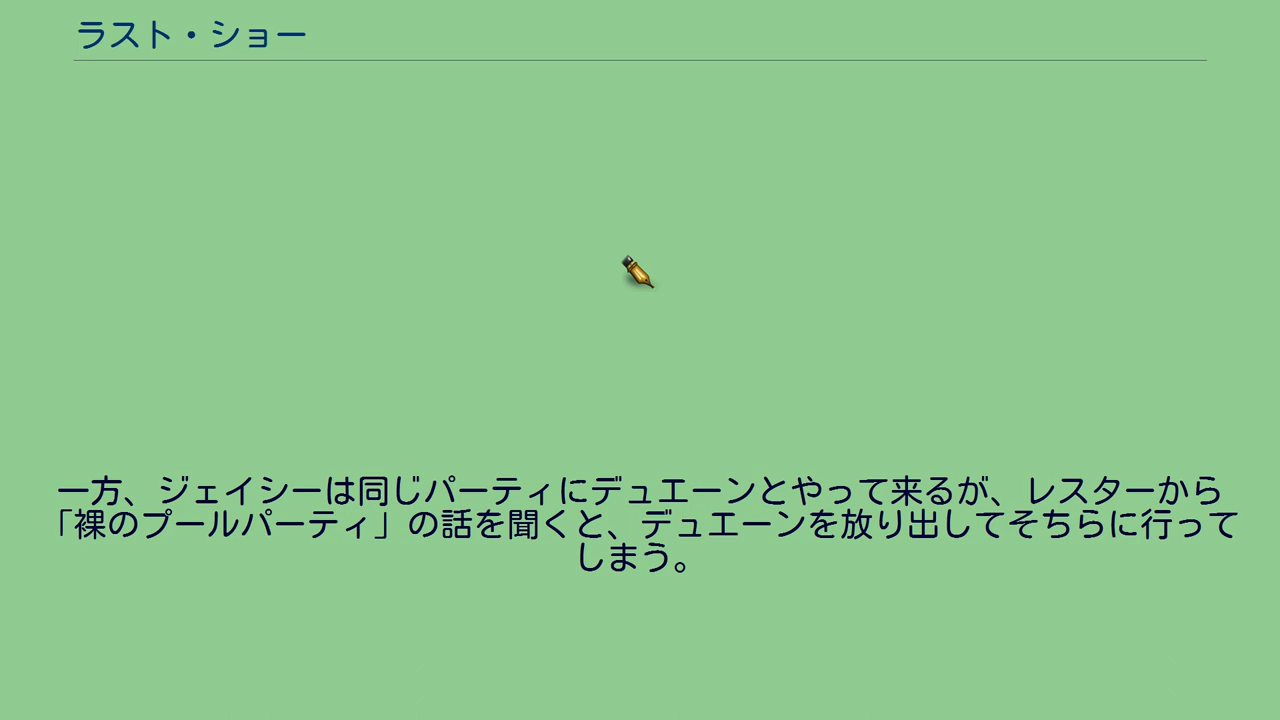 ラスト・ショー
一方、ジェイシーは同じパーティにデュエーンとやって来るが、レスターから
「裸のプールパーティ」の話を聞くと、デュエーンを放り出してそちらに行って
しまう。